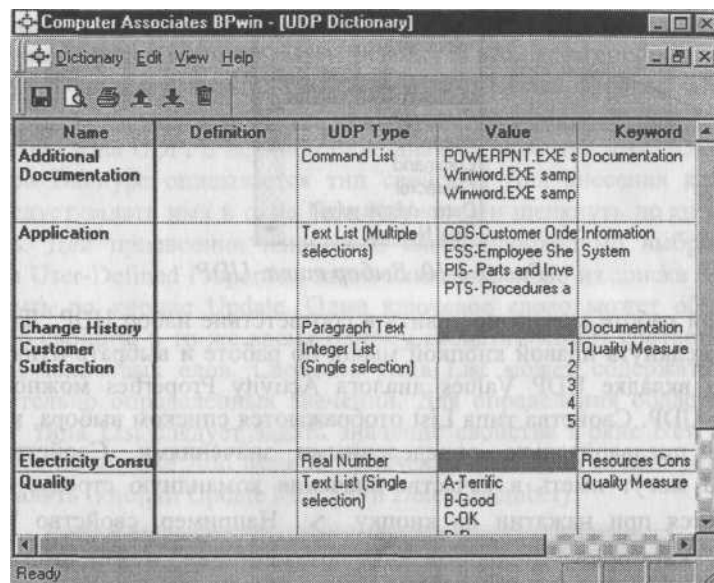 Computer Associates BPwin - [UDP Dictionary]
Dictionary Edit View Help
Name Definition UDP Type Value Keyword
Additional Documentation Command List POWERPNT.EXE s Documentation
Winword.EXE samp
Winword.EXE samp
Application Text List (Multiple selections) COS-Customer Orde Information System
ESS-Employee She
PIS- Parts and Inve
PTS- Procedures a
Change History Paragraph Text Documentation
Customer Sutisfaction Integer List (Single selection) 1 Quality Measure
2
3
4
5
Electricity Consu Real Number Resources Cons
Quality Text List (Single selection) A-Terrific Quality Measure
B-Good
C-OK
Ready